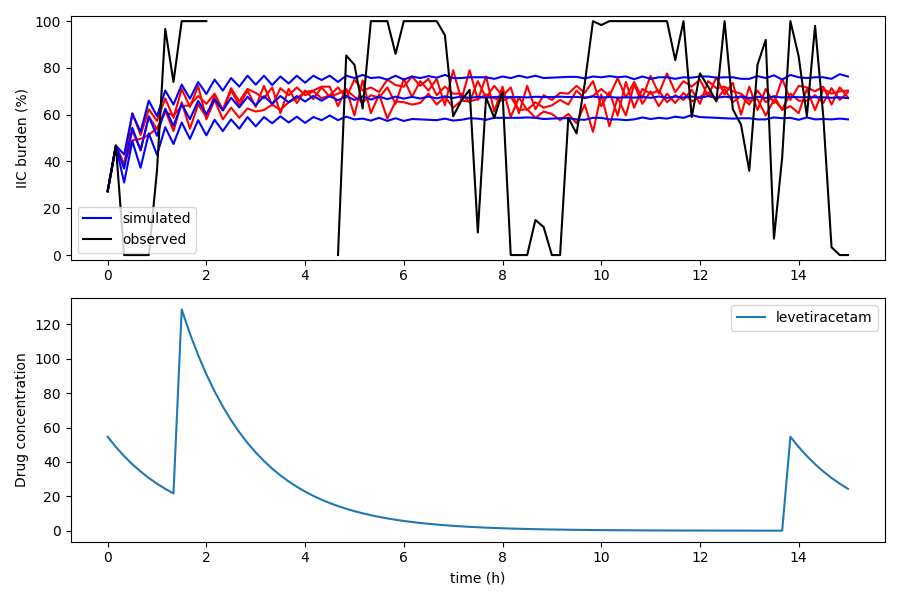 IIC burden (%)
100
80
60
40
20
0
simulated
observed
0 2 4 6 8 10 12 14
Drug concentration
120
100
80
60
40
20
0
levetiracetam
0 2 4 6 8 10 12 14
time (h)